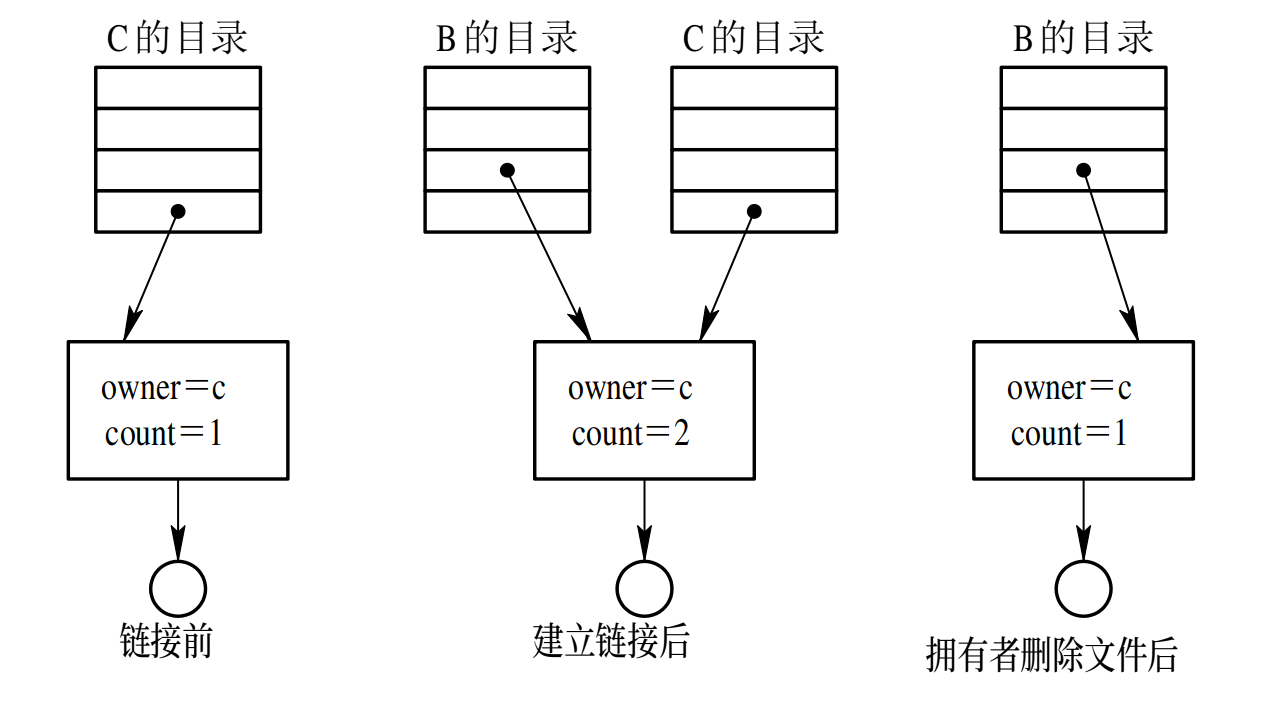 C的目录
B的目录
C的目录
B的目录
owner=c
count=1
owner=c
count=2
owner=c
count=1
链接前
建立链接后
拥有者删除文件后